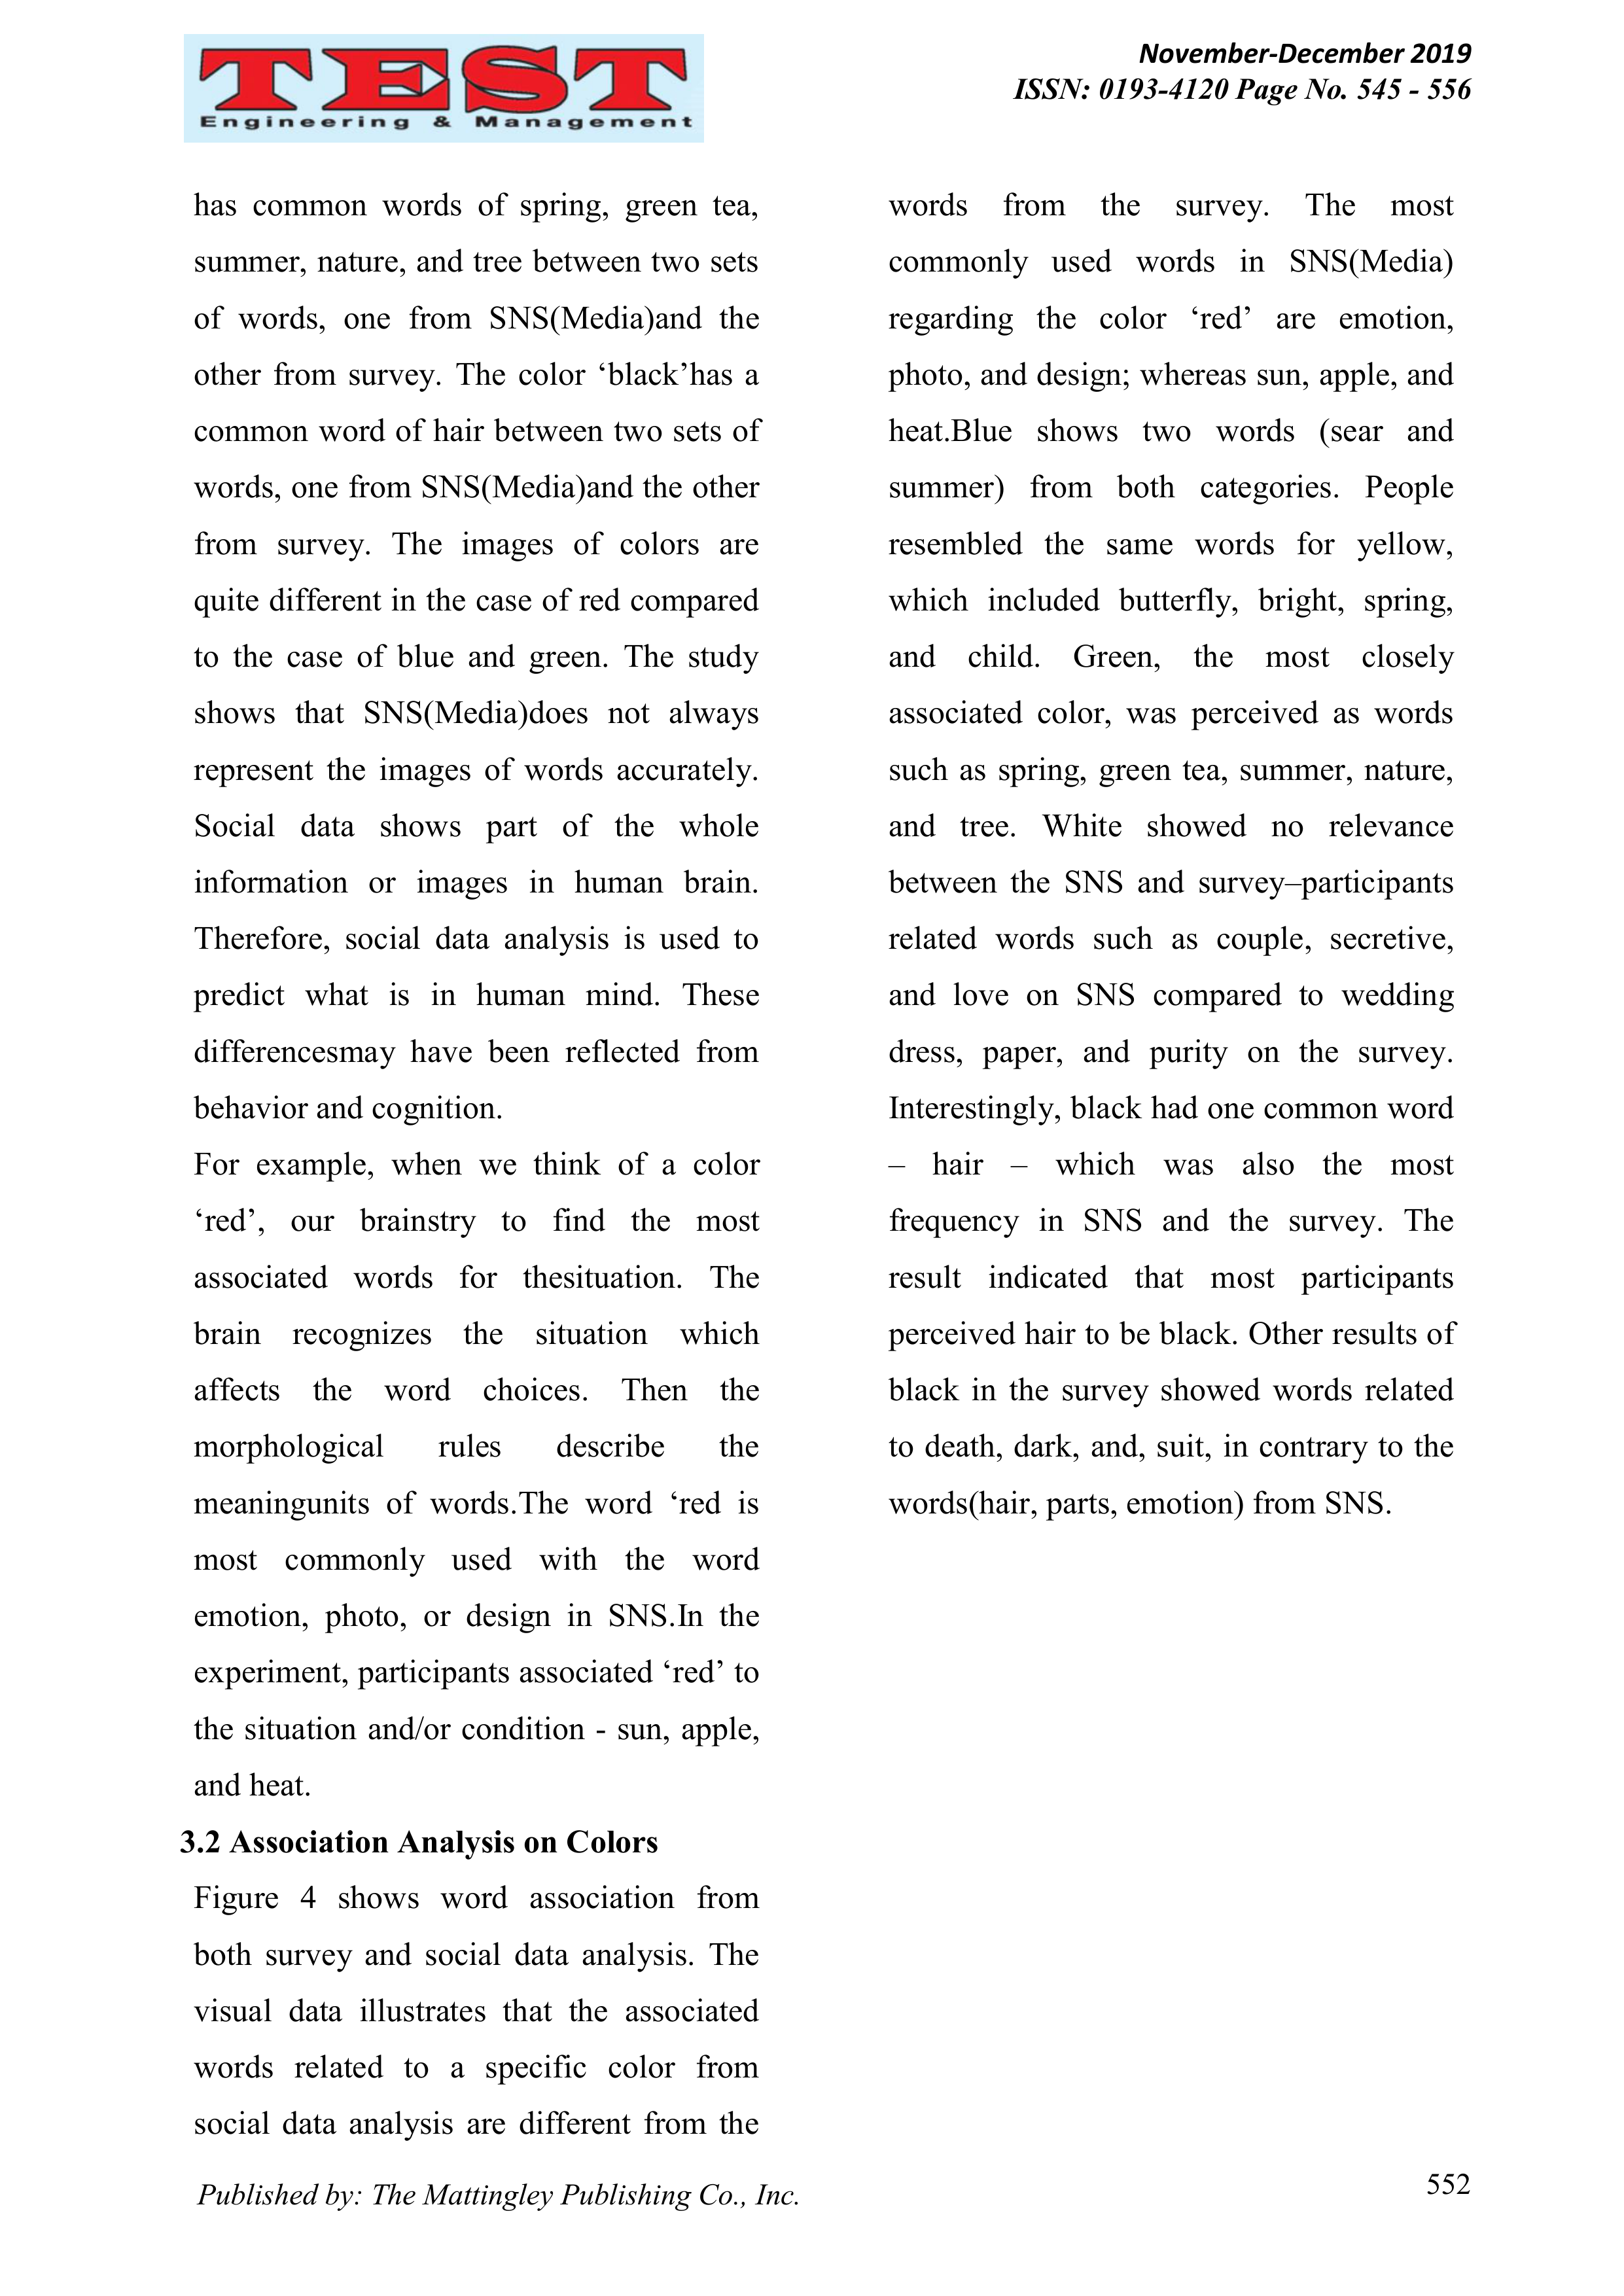 TEST
Engineering & Management
November-December 2019
ISSN: 0193-4120 Page No. 545 - 556
has common words of spring, green tea,
summer, nature, and tree between two sets
of words, one from SNS(Media)and the
other from survey. The color ‘black’has a
common word of hair between two sets of
words, one from SNS(Media)and the other
from survey. The images of colors are
quite different in the case of red compared
to the case of blue and green. The study
shows that SNS(Media)does not always
represent the images of words accurately.
Social data shows part of the whole
information or images in human brain.
Therefore, social data analysis is used to
predict what is in human mind. These
differencesmay have been reflected from
behavior and cognition.
For example, when we think of a color
‘red’, our brainstry to find the most
associated words for thesituation. The
brain recognizes the situation which
affects the word choices. Then the
morphological rules describe the
meaningunits of words.The word ‘red is
most commonly used with the word
emotion, photo, or design in SNS.In the
experiment, participants associated ‘red’ to
the situation and/or condition - sun, apple,
and heat.
3.2 Association Analysis on Colors
Figure 4 shows word association from
both survey and social data analysis. The
visual data illustrates that the associated
words related to a specific color from
social data analysis are different from the
words from the survey. The most
commonly used words in SNS(Media)
regarding the color ‘red’ are emotion,
photo, and design; whereas sun, apple, and
heat.Blue shows two words (sear and
summer) from both categories. People
resembled the same words for yellow,
which included butterfly, bright, spring,
and child. Green, the most closely
associated color, was perceived as words
such as spring, green tea, summer, nature,
and tree. White showed no relevance
between the SNS and survey–participants
related words such as couple, secretive,
and love on SNS compared to wedding
dress, paper, and purity on the survey.
Interestingly, black had one common word
– hair – which was also the most
frequency in SNS and the survey. The
result indicated that most participants
perceived hair to be black. Other results of
black in the survey showed words related
to death, dark, and, suit, in contrary to the
words(hair, parts, emotion) from SNS.
Published by: The Mattingley Publishing Co., Inc.
552